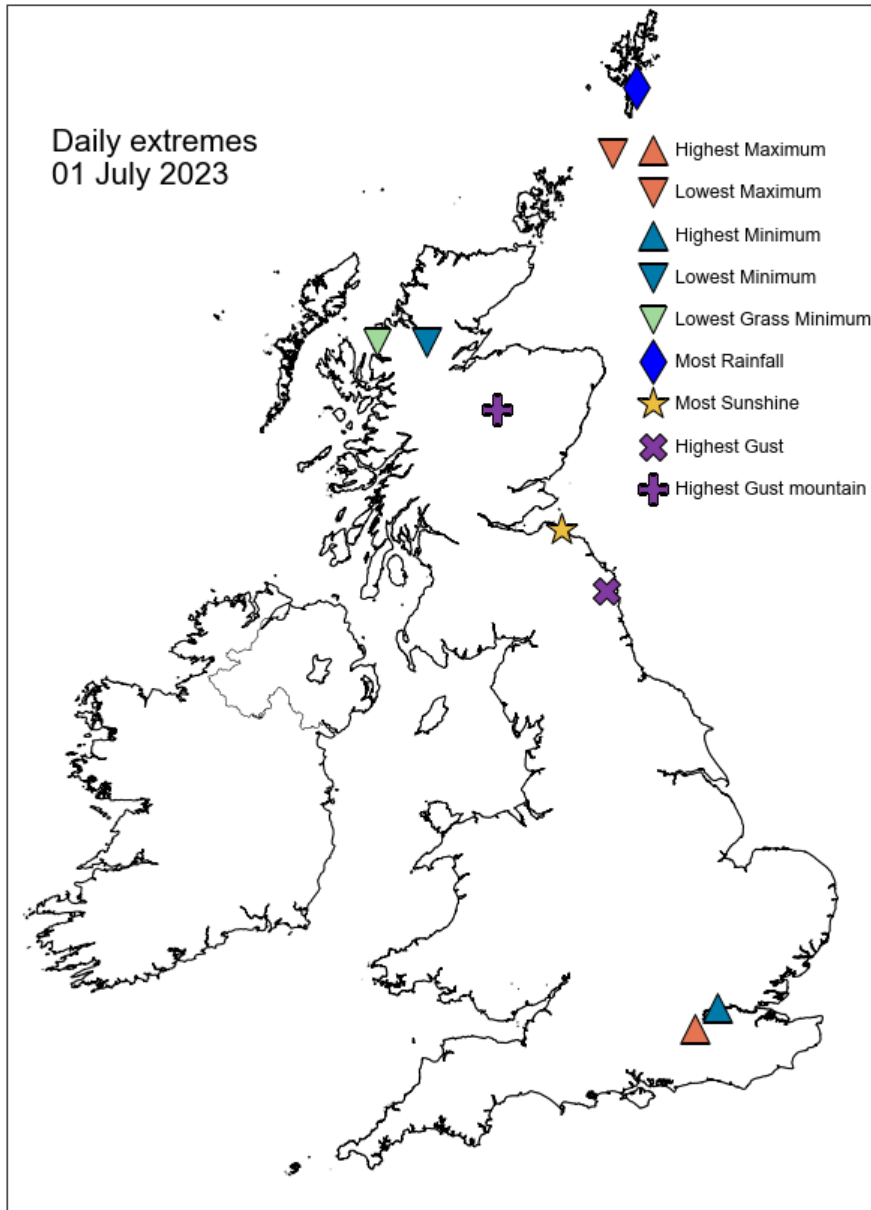 Daily extremes
01 July 2023
Highest Maximum
Lowest Maximum
Highest Minimum
Lowest Minimum
Lowest Grass Minimum
Most Rainfall
Most Sunshine
Highest Gust
Highest Gust mountain